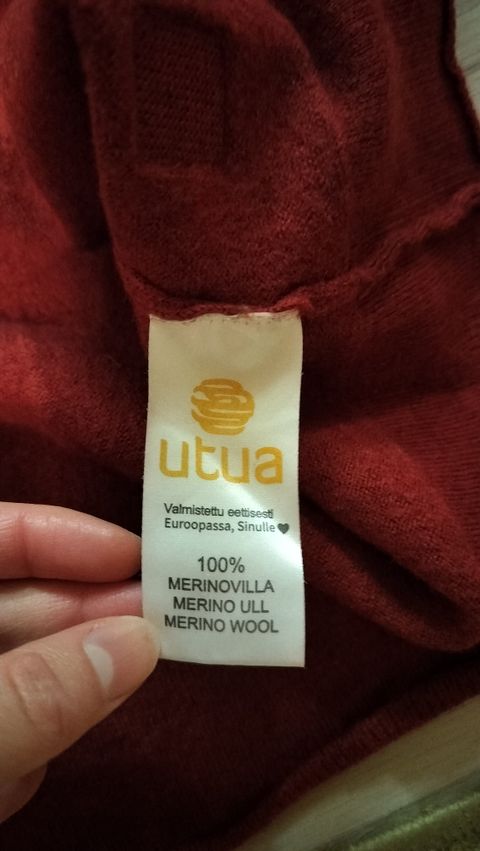 utua
Valmistettu eettisesti
Euroopassa, Sinulle🖤
100%
MERINOVILLA
MERINO ULL
MERINO WOOL